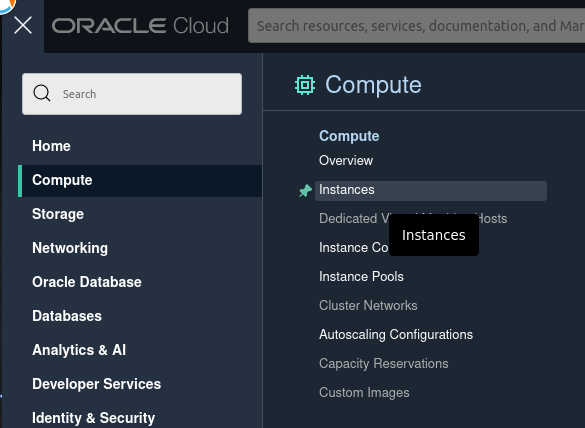 ORACLE Cloud
Search resources, services, documentation, and Mar
Search
Home
Compute
Storage
Networking
Oracle Database
Databases
Analytics & AI
Developer Services
Identity & Security
Compute
Compute
Overview
Instances
Dedicated Hosts
Instances
Instance Co
Instance Pools
Cluster Networks
Autoscaling Configurations
Capacity Reservations
Custom Images